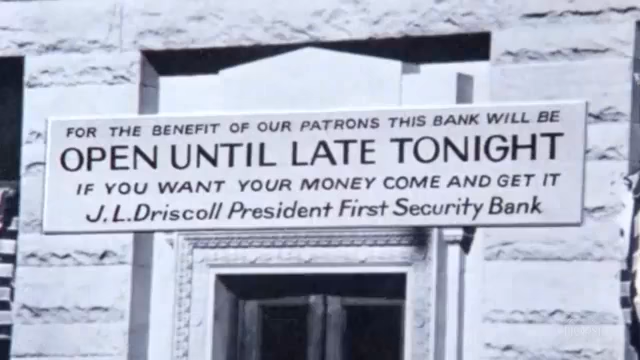 FOR THE BENEFIT OF OUR PATRONS THIS BANK WILL BE
OPEN UNTIL LATE TONIGHT
IF YOU WANT YOUR MONEY COME AND GET IT
J. L. Driscoll President First Security Bank